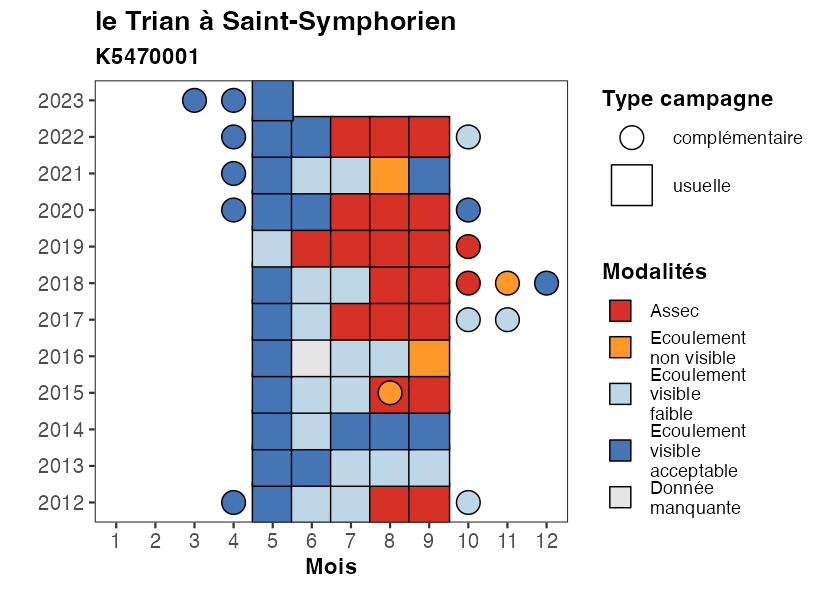 le Trian à Saint-Symphorien
K5470001
2023
2022
2021
2020
2019
2018
2017
2016
2015
2014
2013
2012
1 2 3 4 5 6 7 8 9 10 11 12
Mois
Type campagne
complémentaire
usuelle
Modalités
Assec
Ecoulement
non visible
Ecoulement
visible
faible
Ecoulement
visible
acceptable
Donnée
manquante